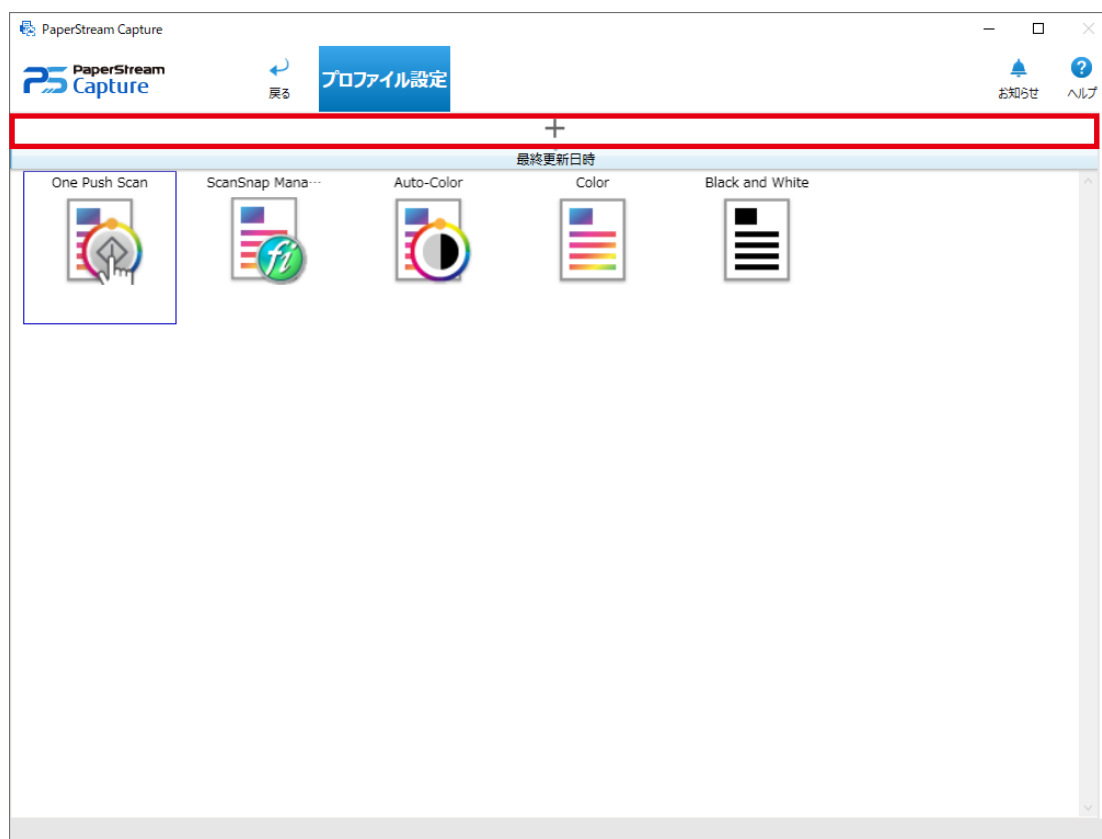 PaperStream Capture
PaperStream
Capture
戻る
プロファイル設定
お知らせ
ヘルプ
最終更新日時
One Push Scan
ScanSnap Mana…
Auto-Color
Color
Black and White
fi